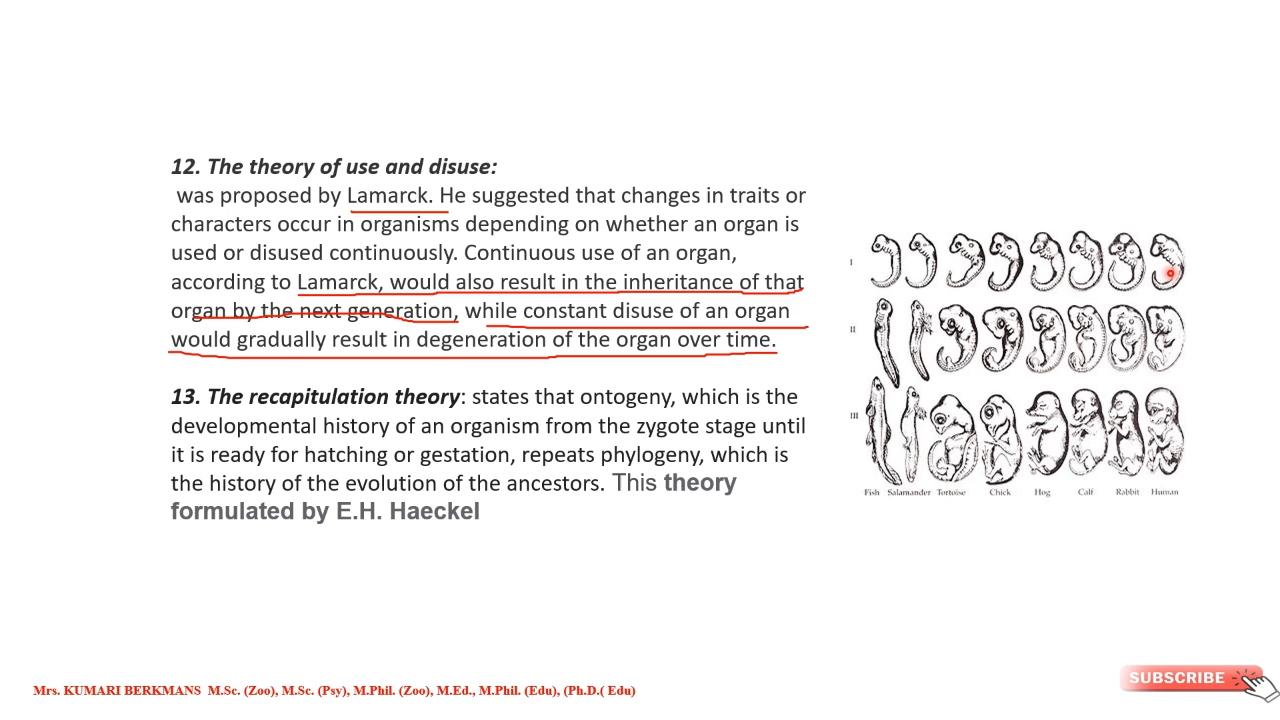 12. The theory of use and disuse:
was proposed by Lamarck. He suggested that changes in traits or
characters occur in organisms depending on whether an organ is
used or disused continuously. Continuous use of an organ,
according to Lamarck, would also result in the inheritance of that
organ by the next generation, while constant disuse of an organ
would gradually result in degeneration of the organ over time.
13. The recapitulation theory: states that ontogeny, which is the
developmental history of an organism from the zygote stage until
it is ready for hatching or gestation, repeats phylogeny, which is
the history of the evolution of the ancestors. This theory
formulated by E.H. Haeckel
I
II
III
Fish Salamander Tortoise Chick Hog Calf Rabbit Human
Mrs. KUMARI BERKMANS M.Sc. (Zoo), M.Sc. (Psy), M.Phil. (Zoo), M.Ed., M.Phil. (Edu), (Ph.D.( Edu)
SUBSCRIBE